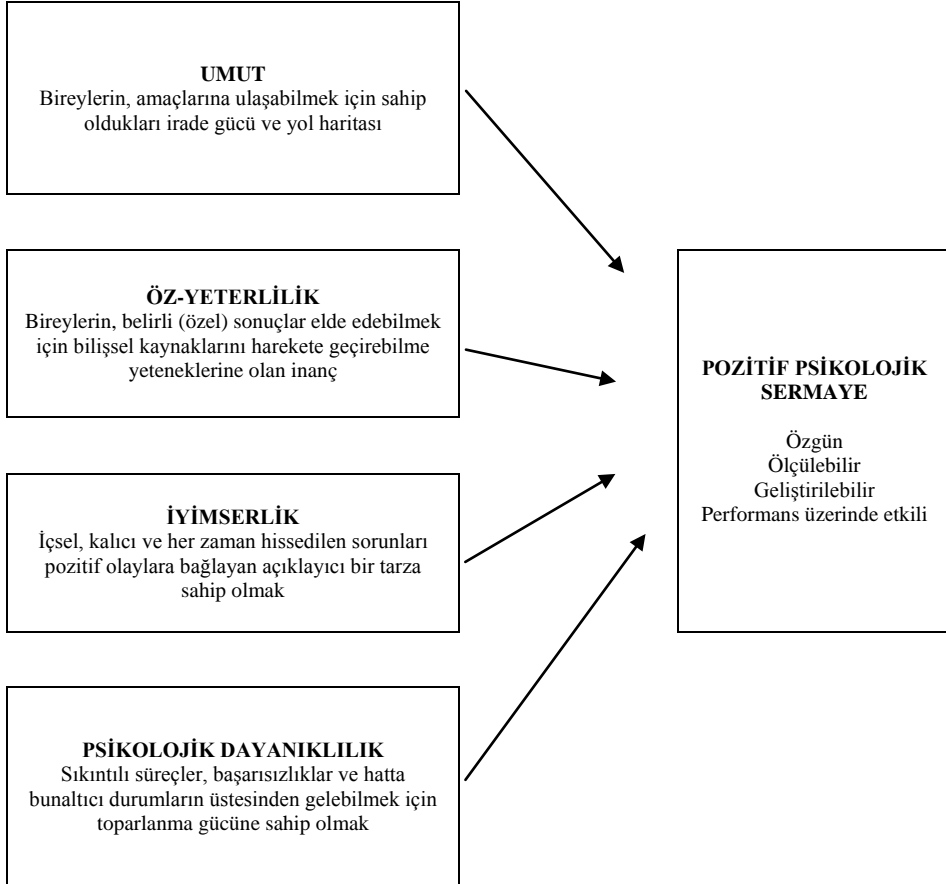 UMUT
Bireylerin, amaçlarına ulaşabilmek için sahip
oldukları irade gücü ve yol haritası
ÖZ-YETERLİLİK
Bireylerin, belirli (özel) sonuçlar elde edebilmek
için bilişsel kaynaklarını harekete geçirebilme
yeteneklerine olan inanç
İYİMSERLİK
İçsel, kalıcı ve her zaman hissedilen sorunları
pozitif olaylara bağlayan açıklayıcı bir tarza
sahip olmak
PSİKOLOJİK DAYANIKLILIK
Sıkıntılı süreçler, başarısızlıklar ve hatta
bunaltıcı durumların üstesinden gelebilmek için
toparlanma gücüne sahip olmak
POZİTİF PSİKOLOJİK
SERMAYE
Özgün
Ölçülebilir
Geliştirilebilir
Performans üzerinde etkili